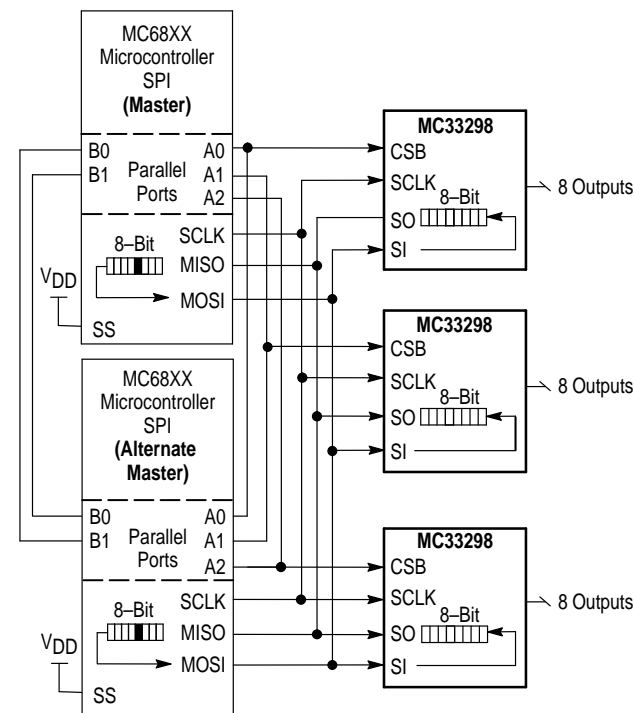 MC68XX
Microcontroller
SPI
(Master)
B0
B1
Parallel
Ports
A0
A1
A2
8–Bit
SCLK
MISO
MOSI
VDD
SS
MC68XX
Microcontroller
SPI
(Alternate
Master)
B0
B1
Parallel
Ports
A0
A1
A2
8–Bit
SCLK
MISO
MOSI
VDD
SS
MC33298
CSB
SCLK
8–Bit
SO
SI
8 Outputs
MC33298
CSB
SCLK
8–Bit
SO
SI
8 Outputs
MC33298
CSB
SCLK
8–Bit
SO
SI
8 Outputs